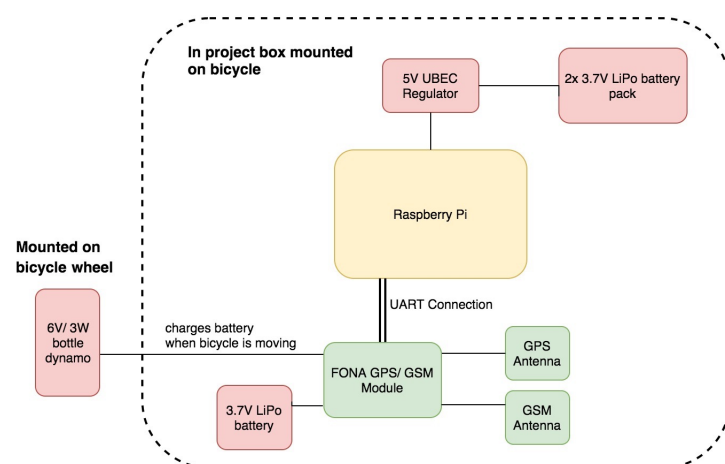 In project box mounted
on bicycle
5V UBEC
Regulator
2x 3.7V LiPo battery
pack
Raspberry Pi
Mounted on
bicycle wheel
UART Connection
6V/ 3W
bottle
dynamo
charges battery
when bicycle is moving
FONA GPS/ GSM
Module
GPS
Antenna
3.7V LiPo
battery
GSM
Antenna